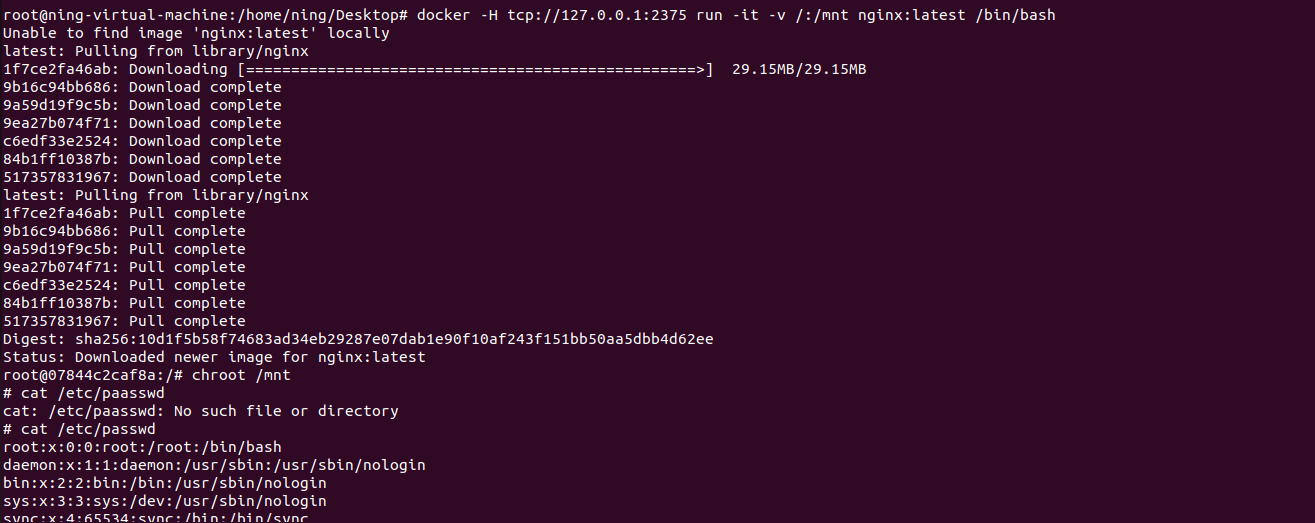 root@ning-virtual-machine:/home/ning/Desktop# docker -H tcp://127.0.0.1:2375 run -it -v /:/mnt nginx:latest /bin/bash
Unable to find image 'nginx:latest' locally
latest: Pulling from library/nginx
1f7ce2fa46ab: Downloading [==================================================>]  29.15MB/29.15MB
9b16c94bb686: Download complete
9a59d19f9c5b: Download complete
9ea27b074f71: Download complete
c6edf33e2524: Download complete
84b1ff10387b: Download complete
517357831967: Download complete
latest: Pulling from library/nginx
1f7ce2fa46ab: Pull complete
9b16c94bb686: Pull complete
9a59d19f9c5b: Pull complete
9ea27b074f71: Pull complete
c6edf33e2524: Pull complete
84b1ff10387b: Pull complete
517357831967: Pull complete
Digest: sha256:10d1f5b58f74683ad34eb29287e07dab1e90f10af243f151bb50aa5dbb4d62ee
Status: Downloaded newer image for nginx:latest
root@07844c2caf8a:/# chroot /mnt
# cat /etc/paasswd
cat: /etc/paasswd: No such file or directory
# cat /etc/passwd
root:x:0:0:root:/root:/bin/bash
daemon:x:1:1:daemon:/usr/sbin:/usr/sbin/nologin
bin:x:2:2:bin:/bin:/usr/sbin/nologin
sys:x:3:3:sys:/dev:/usr/sbin/nologin
sync:x:4:65534:sync:/bin:/bin/sync